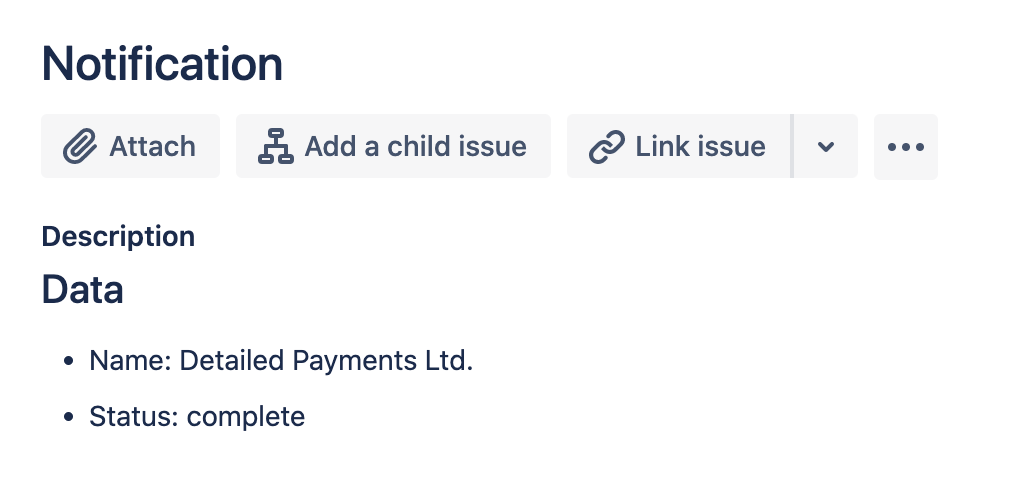 Notification
Attach Add a child issue Link issue
Description
Data
• Name: Detailed Payments Ltd.
• Status: complete